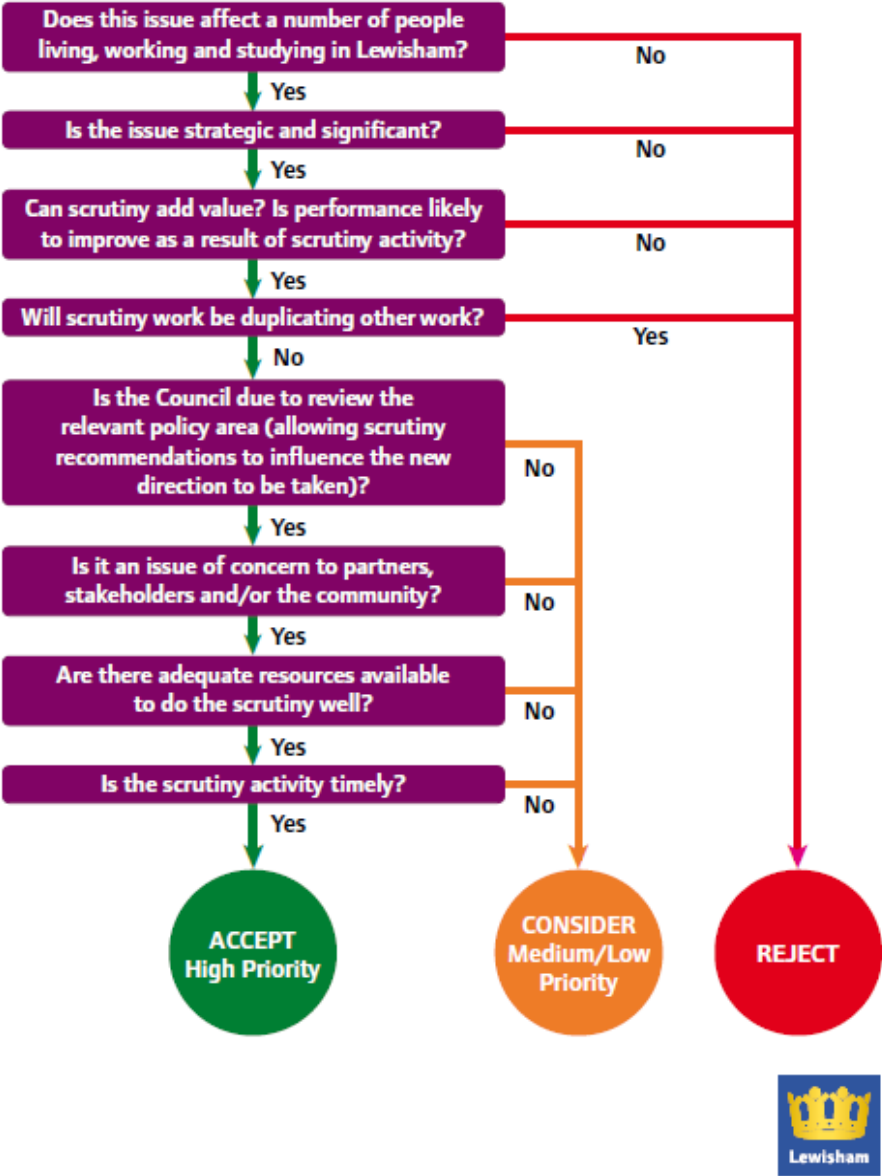 Does this issue affect a number of people
living, working and studying in Lewisham?
No
Yes
Is the issue strategic and significant?
No
Yes
Can scrutiny add value? Is performance likely
to improve as a result of scrutiny activity?
No
Yes
Will scrutiny work be duplicating other work?
Yes
No
Is the Council due to review the
relevant policy area (allowing scrutiny
recommendations to influence the new
direction to be taken)?
No
Yes
Is it an issue of concern to partners,
stakeholders and/or the community?
No
Yes
Are there adequate resources available
to do the scrutiny well?
No
Yes
Is the scrutiny activity timely?
No
Yes
ACCEPT
High Priority
CONSIDER
Medium/Low
Priority
REJECT
Lewisham